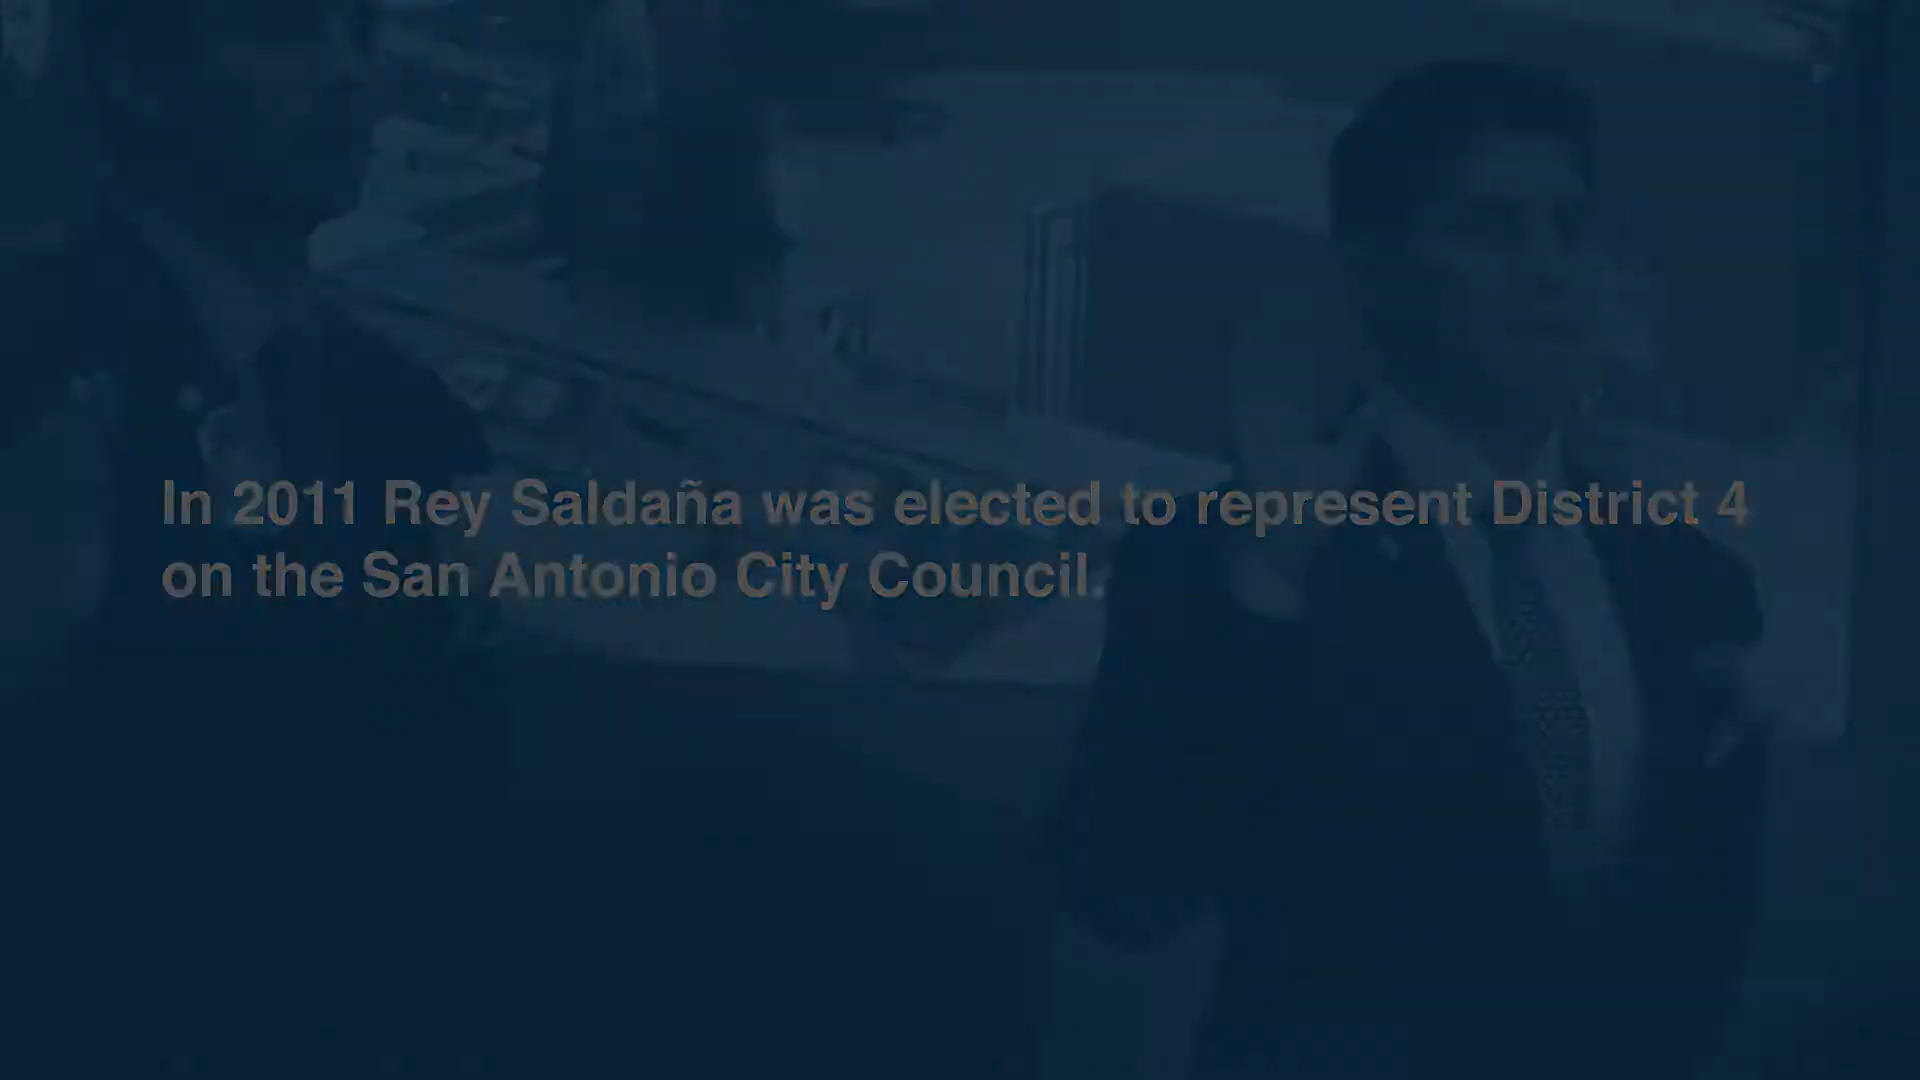 In 2011 Rey Saldaña was elected to represent District 4
on the San Antonio City Council.